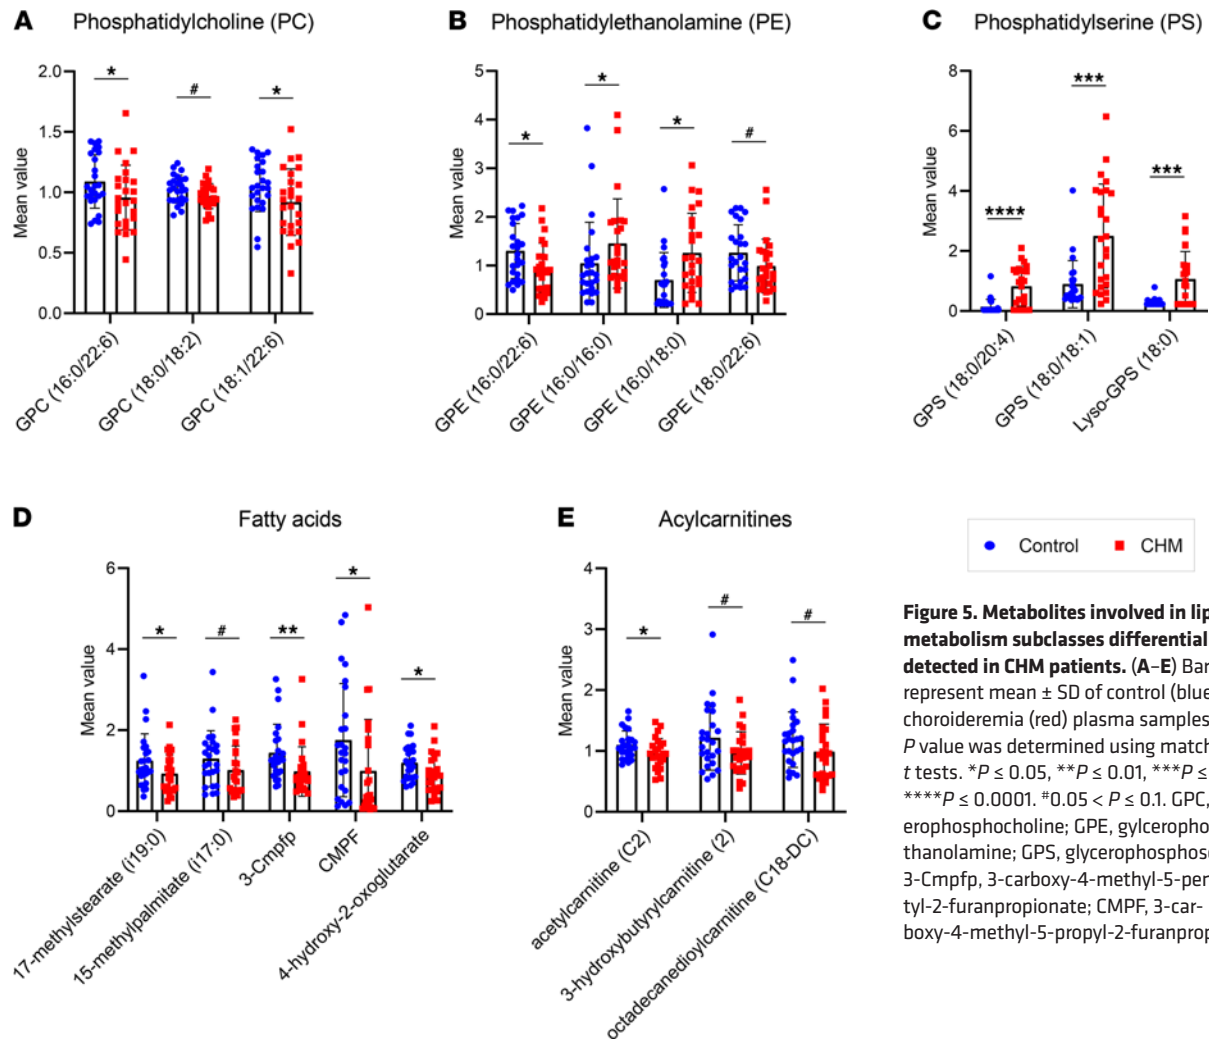 A Phosphatidylcholine (PC)
Mean value
2.0
1.5
1.0
0.5
0.0
* # *
GPC (16:0/22:6)
GPC (18:0/18:2)
GPC (18:1/22:6)
B Phosphatidylethanolamine (PE)
Mean value
5
4
3
2
1
0
* * * #
GPE (16:0/22:6)
GPE (16:0/16:0)
GPE (16:0/18:0)
GPE (18:0/22:6)
C Phosphatidylserine (PS)
Mean value
8
6
4
2
0
**** *** ***
GPS (18:0/20:4)
GPS (18:0/18:1)
Lyso-GPS (18:0)
D Fatty acids
Mean value
6
4
2
0
* # ** * *
17-methylstearate (i19:0)
15-methylpalmitate (i17:0)
3-Cmpfp
CMPF
4-hydroxy-2-oxoglutarate
E Acylcarnitines
Mean value
4
3
2
1
0
* # #
acetylcarnitine (C2)
3-hydroxybutyrylcarnitine (2)
octadecanedioylcarnitine (C18-DC)
Control CHM
Figure 5. Metabolites involved in lip
metabolism subclasses differential
detected in CHM patients. (A–E) Bar
represent mean ± SD of control (blue
choroideremia (red) plasma samples
P value was determined using match
t tests. *P ≤ 0.05, **P ≤ 0.01, ***P ≤
****P ≤ 0.0001. #0.05 < P ≤ 0.1. GPC,
erophosphocholine; GPE, gylceropho
thanolamine; GPS, glycerophosphose
3-Cmpfp, 3-carboxy-4-methyl-5-pen
tyl-2-furanpropionate; CMPF, 3-car-
boxy-4-methyl-5-propyl-2-furanprop